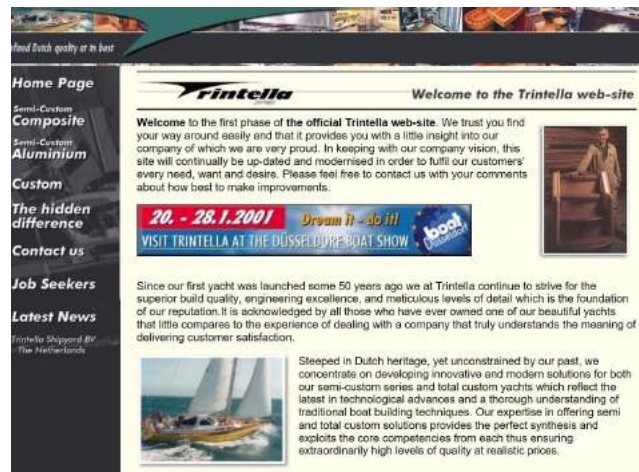 efined Dutch quality at its best
Home Page
Semi-Custom
Composite
Semi-Custom
Aluminium
Custom
The hidden
difference
Contact us
Job Seekers
Latest News
Trintella Shipyard BV
The Netherlands
Trintella
Welcome to the Trintella web-site
Welcome to the first phase of the official Trintella web-site. We trust you find
your way around easily and that it provides you with a little insight into our
company of which we are very proud. In keeping with our company vision, this
site will continually be up-dated and modernised in order to fulfil our customers'
every need, want and desire. Please feel free to contact us with your comments
about how best to make improvements.
20. - 28.1.2001 Dream it - do it!
VISIT TRINTELLA AT THE DÜSSELDORF BOAT SHOW
boat
Düsseldorf
Since our first yacht was launched some 50 years ago we at Trintella continue to strive for the
superior build quality, engineering excellence, and meticulous levels of detail which is the foundation
of our reputation.It is acknowledged by all those who have ever owned one of our beautiful yachts
that little compares to the experience of dealing with a company that truly understands the meaning of
delivering customer satisfaction.
Steeped in Dutch heritage, yet unconstrained by our past, we
concentrate on developing innovative and modern solutions for both
our semi-custom series and total custom yachts which reflect the
latest in technological advances and a thorough understanding of
traditional boat building techniques. Our expertise in offering semi
and total custom solutions provides the perfect synthesis and
exploits the core competencies from each thus ensuring
extraordinarily high levels of quality at realistic prices.